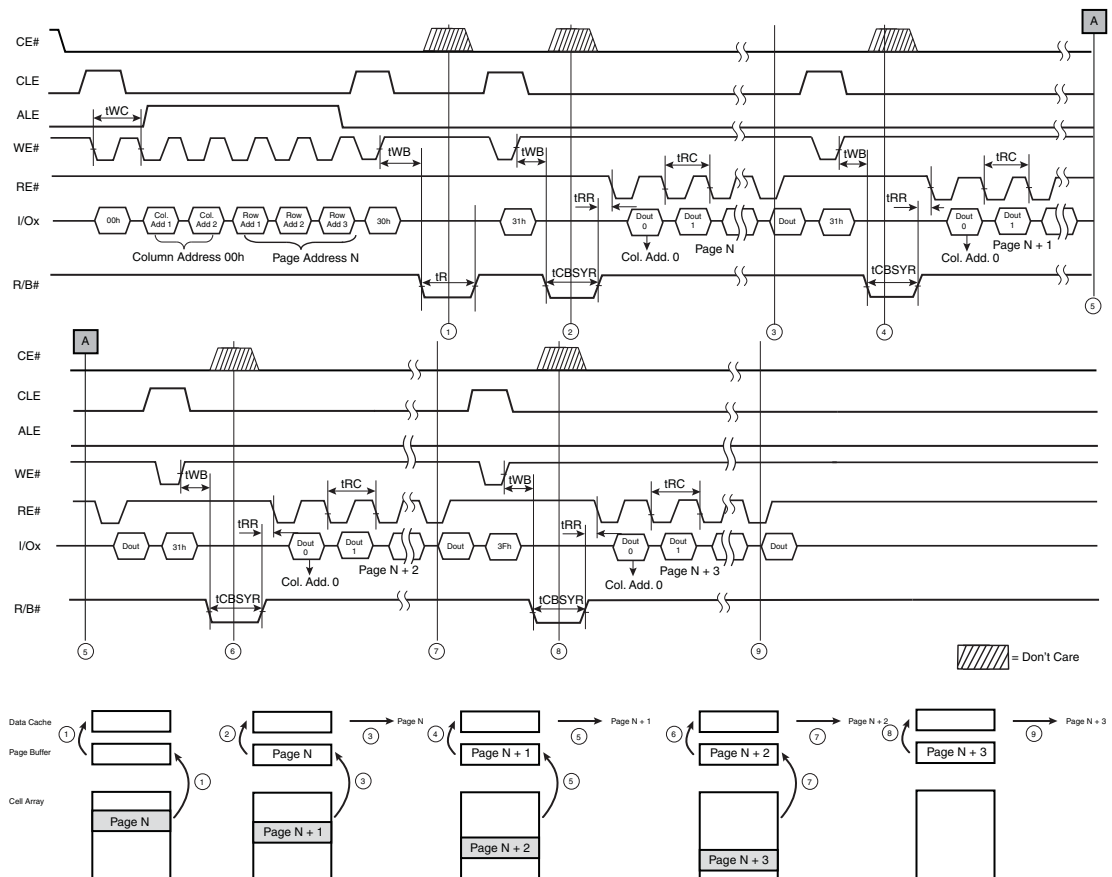 A
CE#
CLE
tWC
ALE
WE#
tWB
tWB
tWB
tRC
tRC
RE#
tRR
tRR
I/Ox
00h
Col. Add 1
Col. Add 2
Row Add 1
Row Add 2
Row Add 3
30h
31h
Dout 0
Dout 1
Dout
31h
Dout 0
Dout 1
Column Address 00h
Page Address N
Col. Add. 0
Page N
Col. Add. 0
Page N + 1
R/B#
tR
tCBSYR
tCBSYR
1
2
3
4
5
A
CE#
CLE
ALE
WE#
tWB
tWB
tRC
tRC
RE#
tRR
tRR
I/Ox
Dout
31h
Dout 0
Dout 1
Dout
3Fh
Dout 0
Dout 1
Dout
Page N + 2
Page N + 3
Col. Add. 0
Col. Add. 0
R/B#
tCBSYR
tCBSYR
5
6
7
8
9
= Don't Care
Data Cache
1
2
3
Page N
4
5
Page N + 1
6
7
Page N + 2
8
9
Page N + 3
Page Buffer
Page N
Page N + 1
Page N + 2
Page N + 3
1
3
5
7
Cell Array
Page N
Page N + 1
Page N + 2
Page N + 3